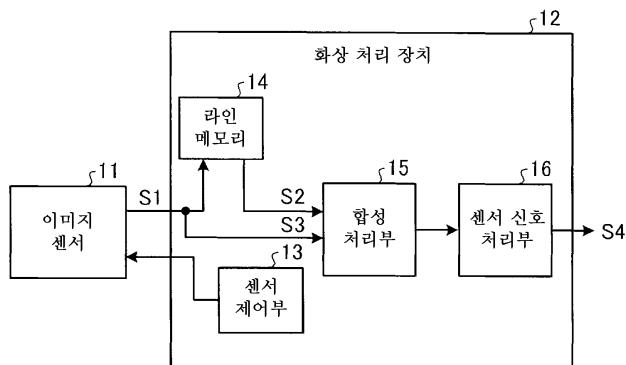 12
화상 처리 장치
14
라인
메모리
11
이미지
센서
S1
S2
S3
15
합성
처리부
16
센서 신호
처리부
S4
13
센서
제어부